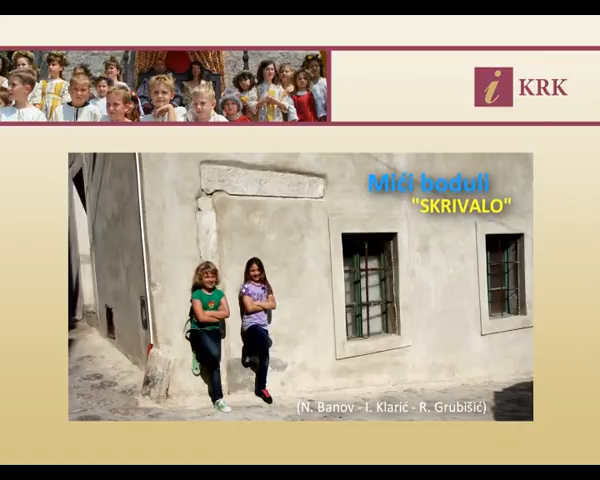 i KRK
Mići boduli
"SKRIVALO"
(N. Banov - I. Klarić - R. Grubišić)